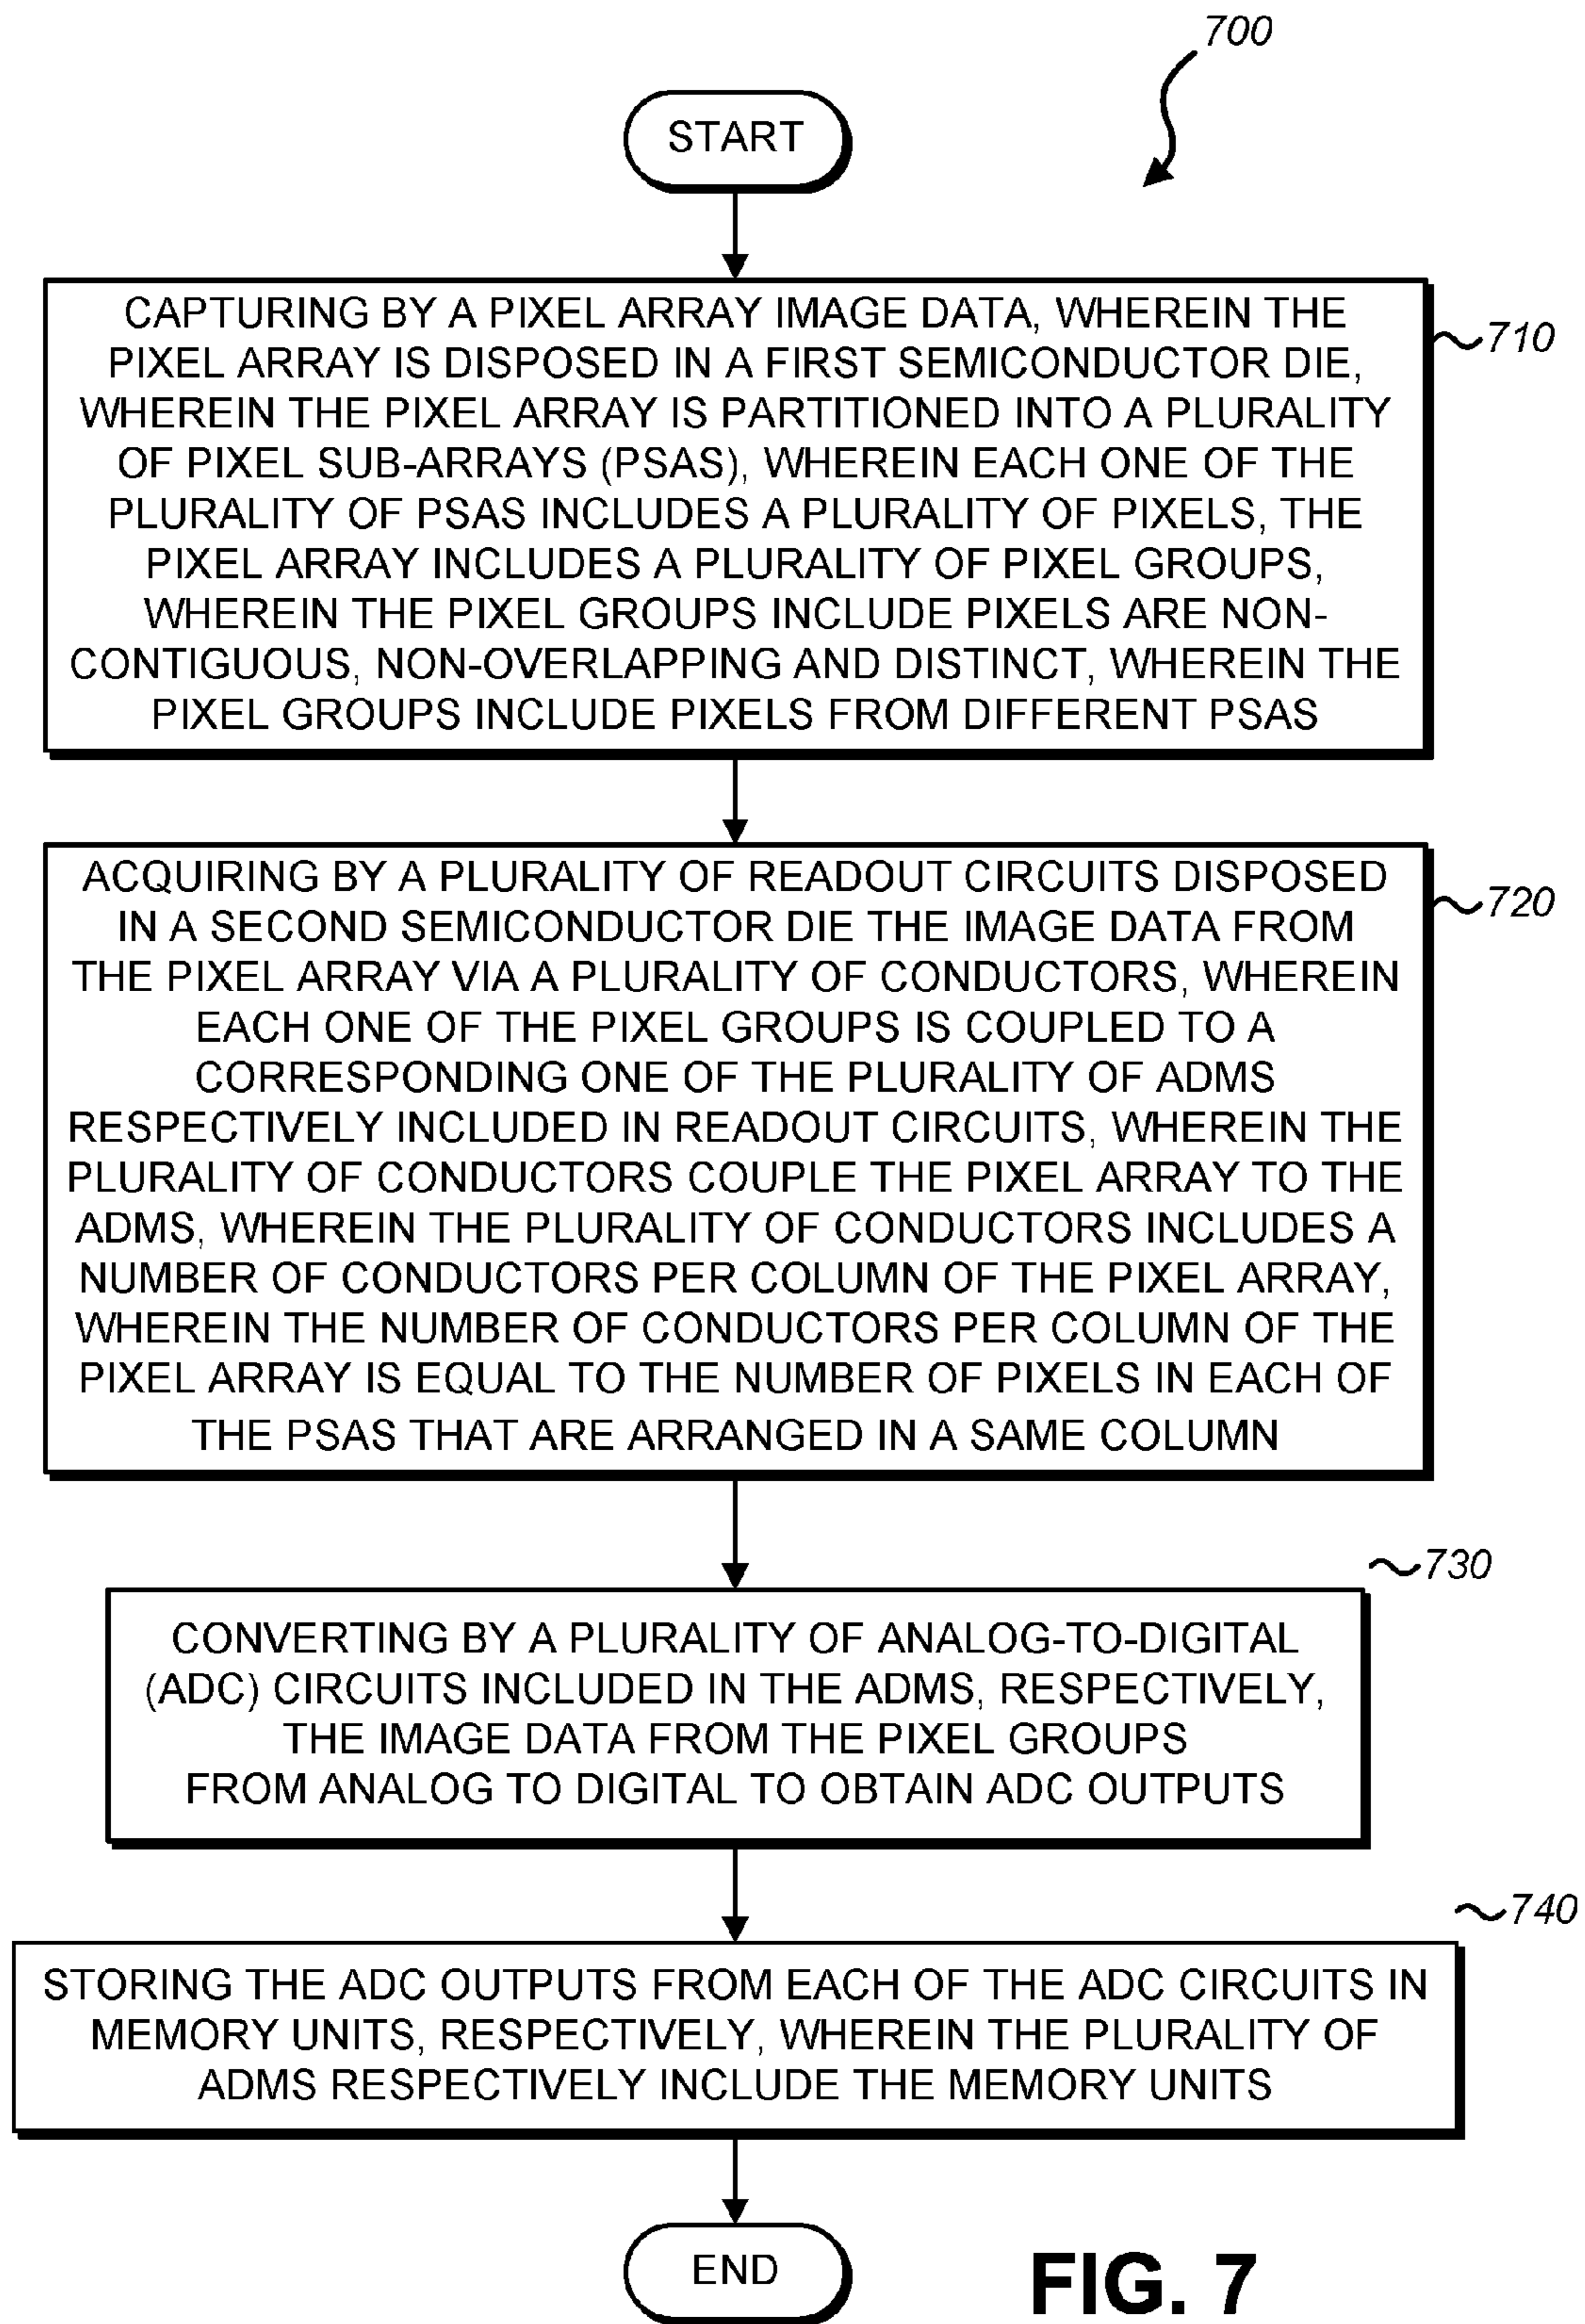 700
START
CAPTURING BY A PIXEL ARRAY IMAGE DATA, WHEREIN THE
PIXEL ARRAY IS DISPOSED IN A FIRST SEMICONDUCTOR DIE,
WHEREIN THE PIXEL ARRAY IS PARTITIONED INTO A PLURALITY
OF PIXEL SUB-ARRAYS (PSAS), WHEREIN EACH ONE OF THE
PLURALITY OF PSAS INCLUDES A PLURALITY OF PIXELS, THE
PIXEL ARRAY INCLUDES A PLURALITY OF PIXEL GROUPS,
WHEREIN THE PIXEL GROUPS INCLUDE PIXELS ARE NON-
CONTIGUOUS, NON-OVERLAPPING AND DISTINCT, WHEREIN THE
PIXEL GROUPS INCLUDE PIXELS FROM DIFFERENT PSAS
710
ACQUIRING BY A PLURALITY OF READOUT CIRCUITS DISPOSED
IN A SECOND SEMICONDUCTOR DIE THE IMAGE DATA FROM
THE PIXEL ARRAY VIA A PLURALITY OF CONDUCTORS, WHEREIN
EACH ONE OF THE PIXEL GROUPS IS COUPLED TO A
CORRESPONDING ONE OF THE PLURALITY OF ADMS
RESPECTIVELY INCLUDED IN READOUT CIRCUITS, WHEREIN THE
PLURALITY OF CONDUCTORS COUPLE THE PIXEL ARRAY TO THE
ADMS, WHEREIN THE PLURALITY OF CONDUCTORS INCLUDES A
NUMBER OF CONDUCTORS PER COLUMN OF THE PIXEL ARRAY,
WHEREIN THE NUMBER OF CONDUCTORS PER COLUMN OF THE
PIXEL ARRAY IS EQUAL TO THE NUMBER OF PIXELS IN EACH OF
THE PSAS THAT ARE ARRANGED IN A SAME COLUMN
720
730
CONVERTING BY A PLURALITY OF ANALOG-TO-DIGITAL
(ADC) CIRCUITS INCLUDED IN THE ADMS, RESPECTIVELY,
THE IMAGE DATA FROM THE PIXEL GROUPS
FROM ANALOG TO DIGITAL TO OBTAIN ADC OUTPUTS
740
STORING THE ADC OUTPUTS FROM EACH OF THE ADC CIRCUITS IN
MEMORY UNITS, RESPECTIVELY, WHEREIN THE PLURALITY OF
ADMS RESPECTIVELY INCLUDE THE MEMORY UNITS
END
FIG. 7